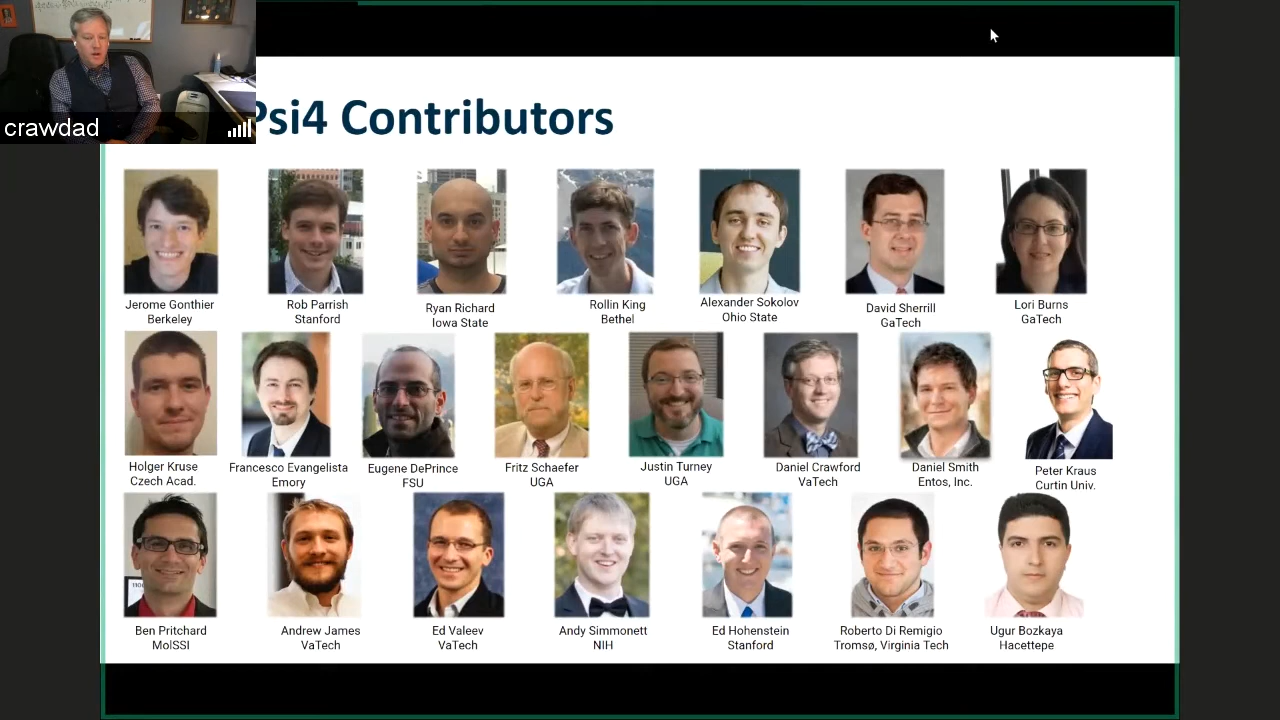 crawdad
Psi4 Contributors
Jerome Gonthier
Berkeley
Rob Parrish
Stanford
Ryan Richard
Iowa State
Rollin King
Bethel
Alexander Sokolov
Ohio State
David Sherrill
GaTech
Lori Burns
GaTech
Holger Kruse
Czech Acad.
Francesco Evangelista
Emory
Eugene DePrince
FSU
Fritz Schaefer
UGA
Justin Turney
UGA
Daniel Crawford
VaTech
Daniel Smith
Entos, Inc.
Peter Kraus
Curtin Univ.
Ben Pritchard
MolSSI
Andrew James
VaTech
Ed Valeev
VaTech
Andy Simmonett
NIH
Ed Hohenstein
Stanford
Roberto Di Remigio
Tromsø, Virginia Tech
Ugur Bozkaya
Hacettepe